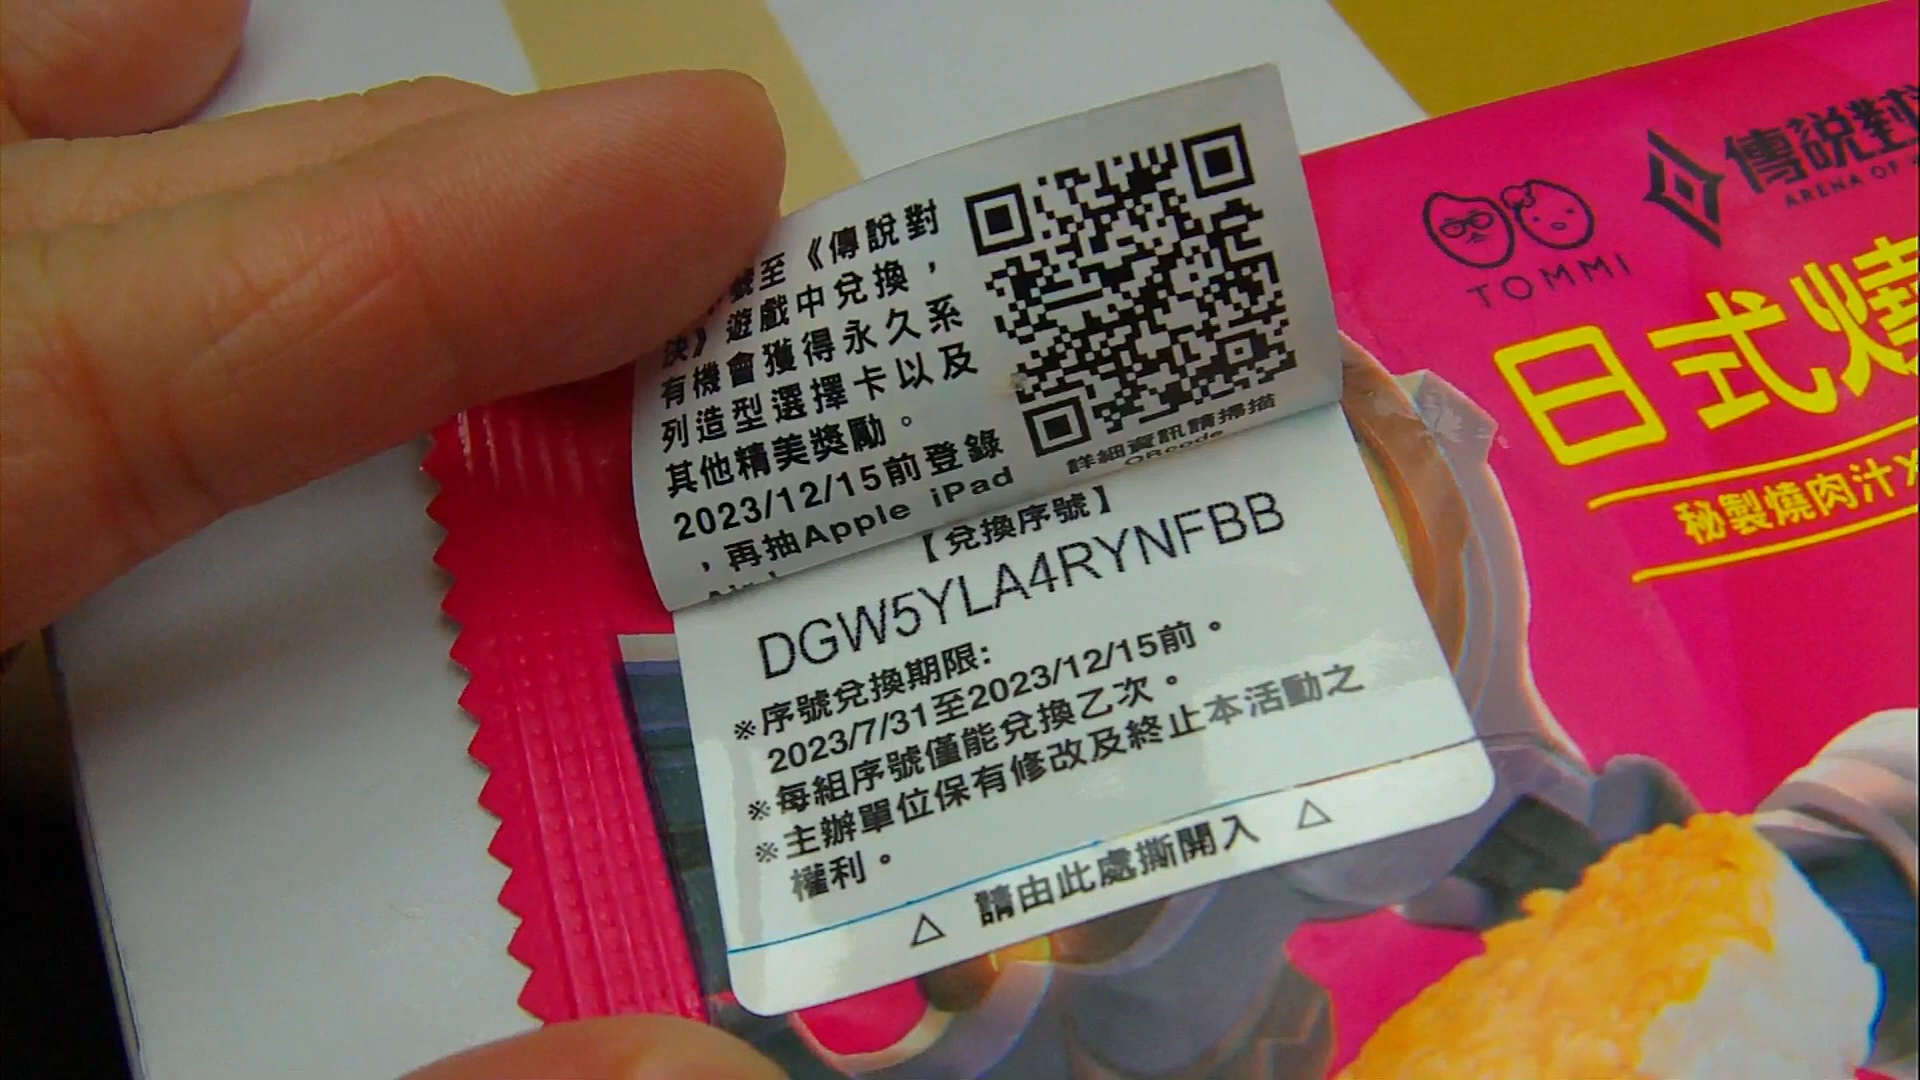 號至《傳說對
決》遊戲中兌換，
有機會獲得永久系
列造型選擇卡以及
其他精美獎勵。
2023/12/15前登錄
，再抽Apple iPad
詳細資訊請掃描
QRcode
【兌換序號】
DGW5YLA4RYNFBB
※序號兌換期限:
2023/7/31至2023/12/15前。
※每組序號僅能兌換乙次。
※主辦單位保有修改及終止本活動之
權利。
△ 請由此處撕開入 △
TOMMI
傳說對
ARENA OF
日式燒
秘製燒肉汁